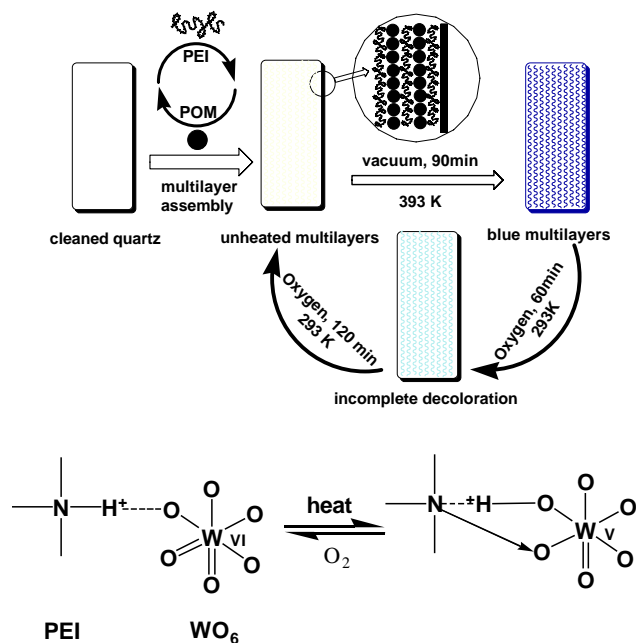 PEI
POM
multilayer
assembly
vacuum, 90min
393 K
cleaned quartz
unheated multilayers
blue multilayers
Oxygen, 120 min
293 K
Oxygen, 60min
293K
incomplete decoloration
N H+ O O O W VI O O O
heat
O2
N ±H O O O W V O O O
PEI
WO6